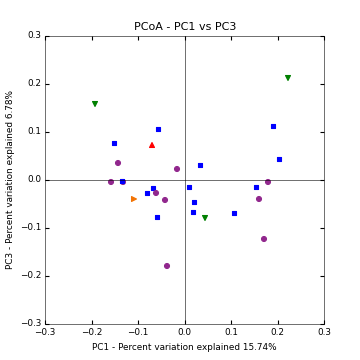 PCoA - PC1 vs PC3
0.3
0.2
0.1
0.0
−0.1
−0.2
−0.3
PC3 - Percent variation explained 6.78%
−0.3 −0.2 −0.1 0.0 0.1 0.2 0.3
PC1 - Percent variation explained 15.74%